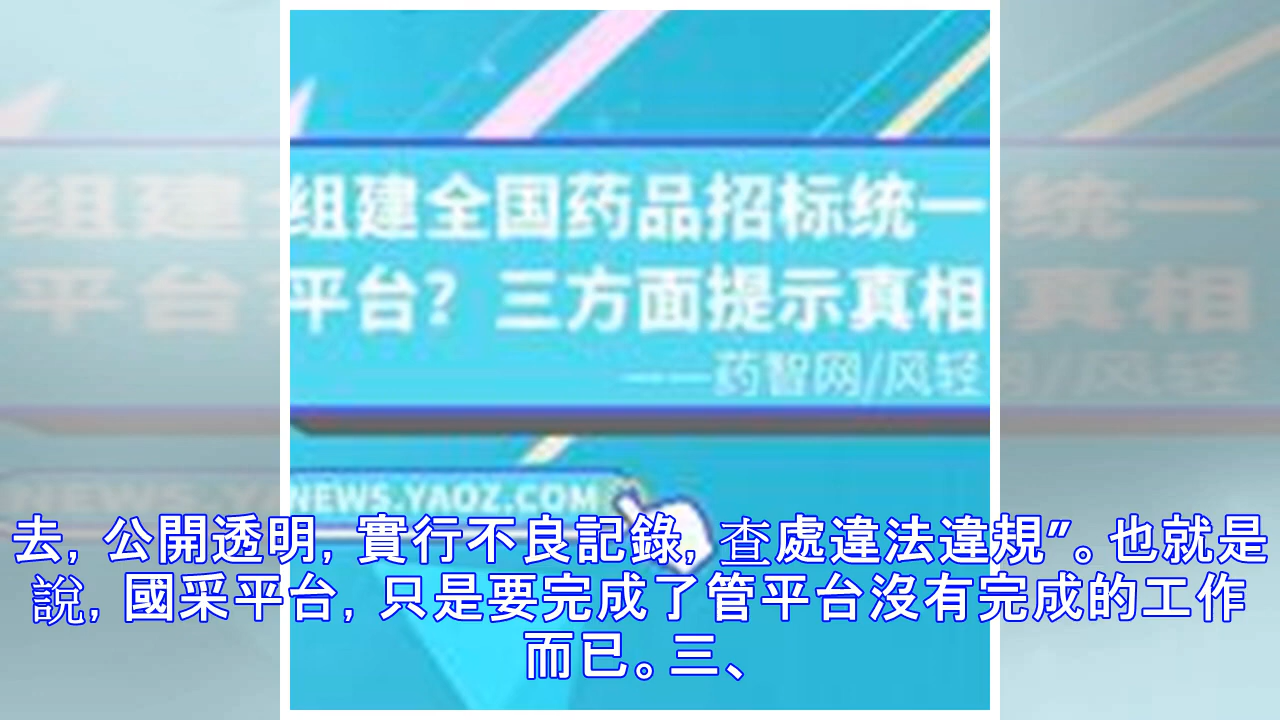 组建全国药品招标统一
平台？三方面提示真相
——药智网/风轻
NEWS.YAOZ.COM
去, 公開透明, 實行不良記錄, 查處違法違規”。也就是
說, 國采平台, 只是要完成了管平台沒有完成的工作
而已。三、